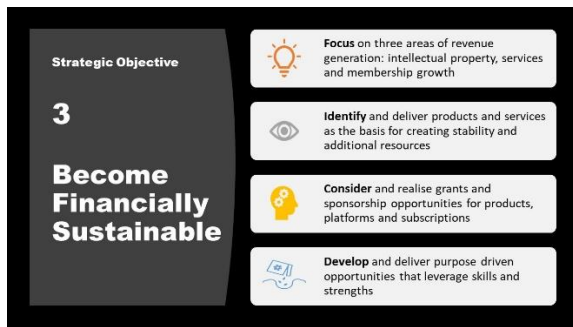 Strategic Objective
3
Become
Financially
Sustainable
Focus on three areas of revenue
generation: intellectual property, services
and membership growth
Identify and deliver products and services
as the basis for creating stability and
additional resources
Consider and realise grants and
sponsorship opportunities for products,
platforms and subscriptions
Develop and deliver purpose driven
opportunities that leverage skills and
strengths